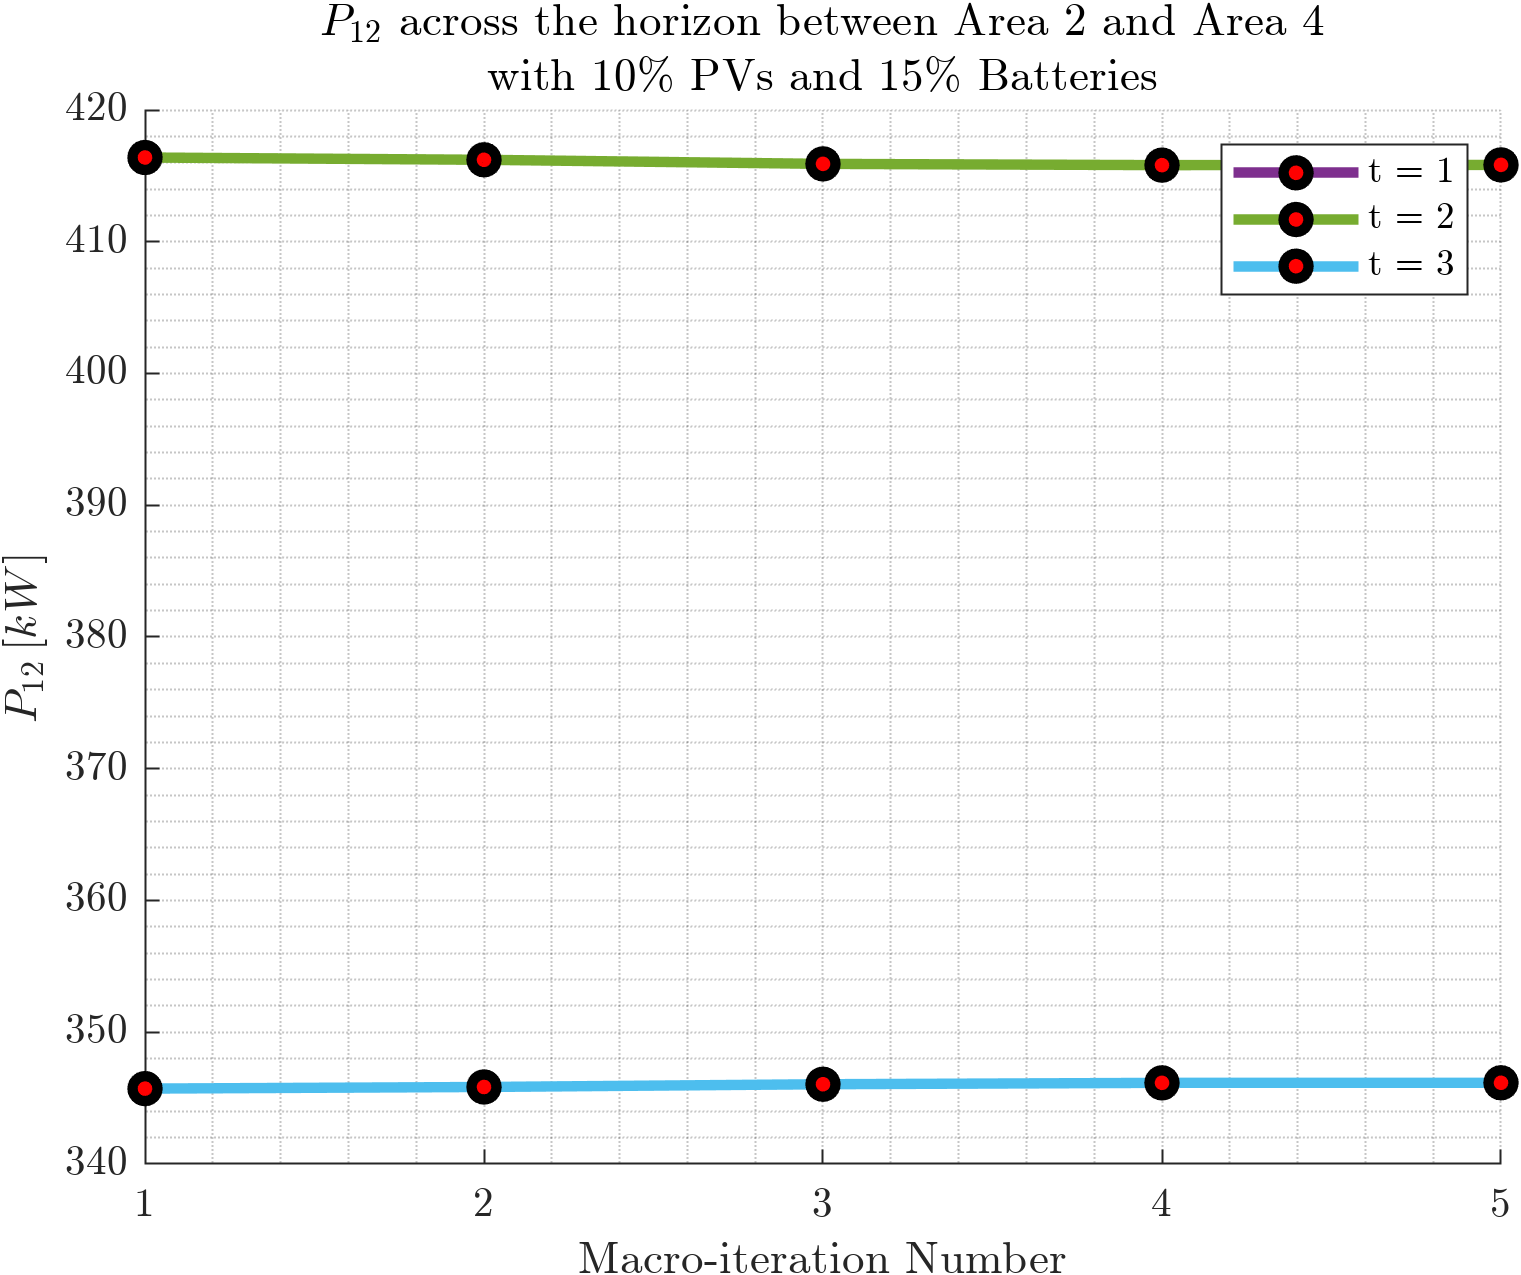 P₁₂ across the horizon between Area 2 and Area 4
with 10% PVs and 15% Batteries
420
410
400
390
380
370
360
350
340
P₁₂ [kW]
t = 1
t = 2
t = 3
1 2 3 4 5
Macro-iteration Number